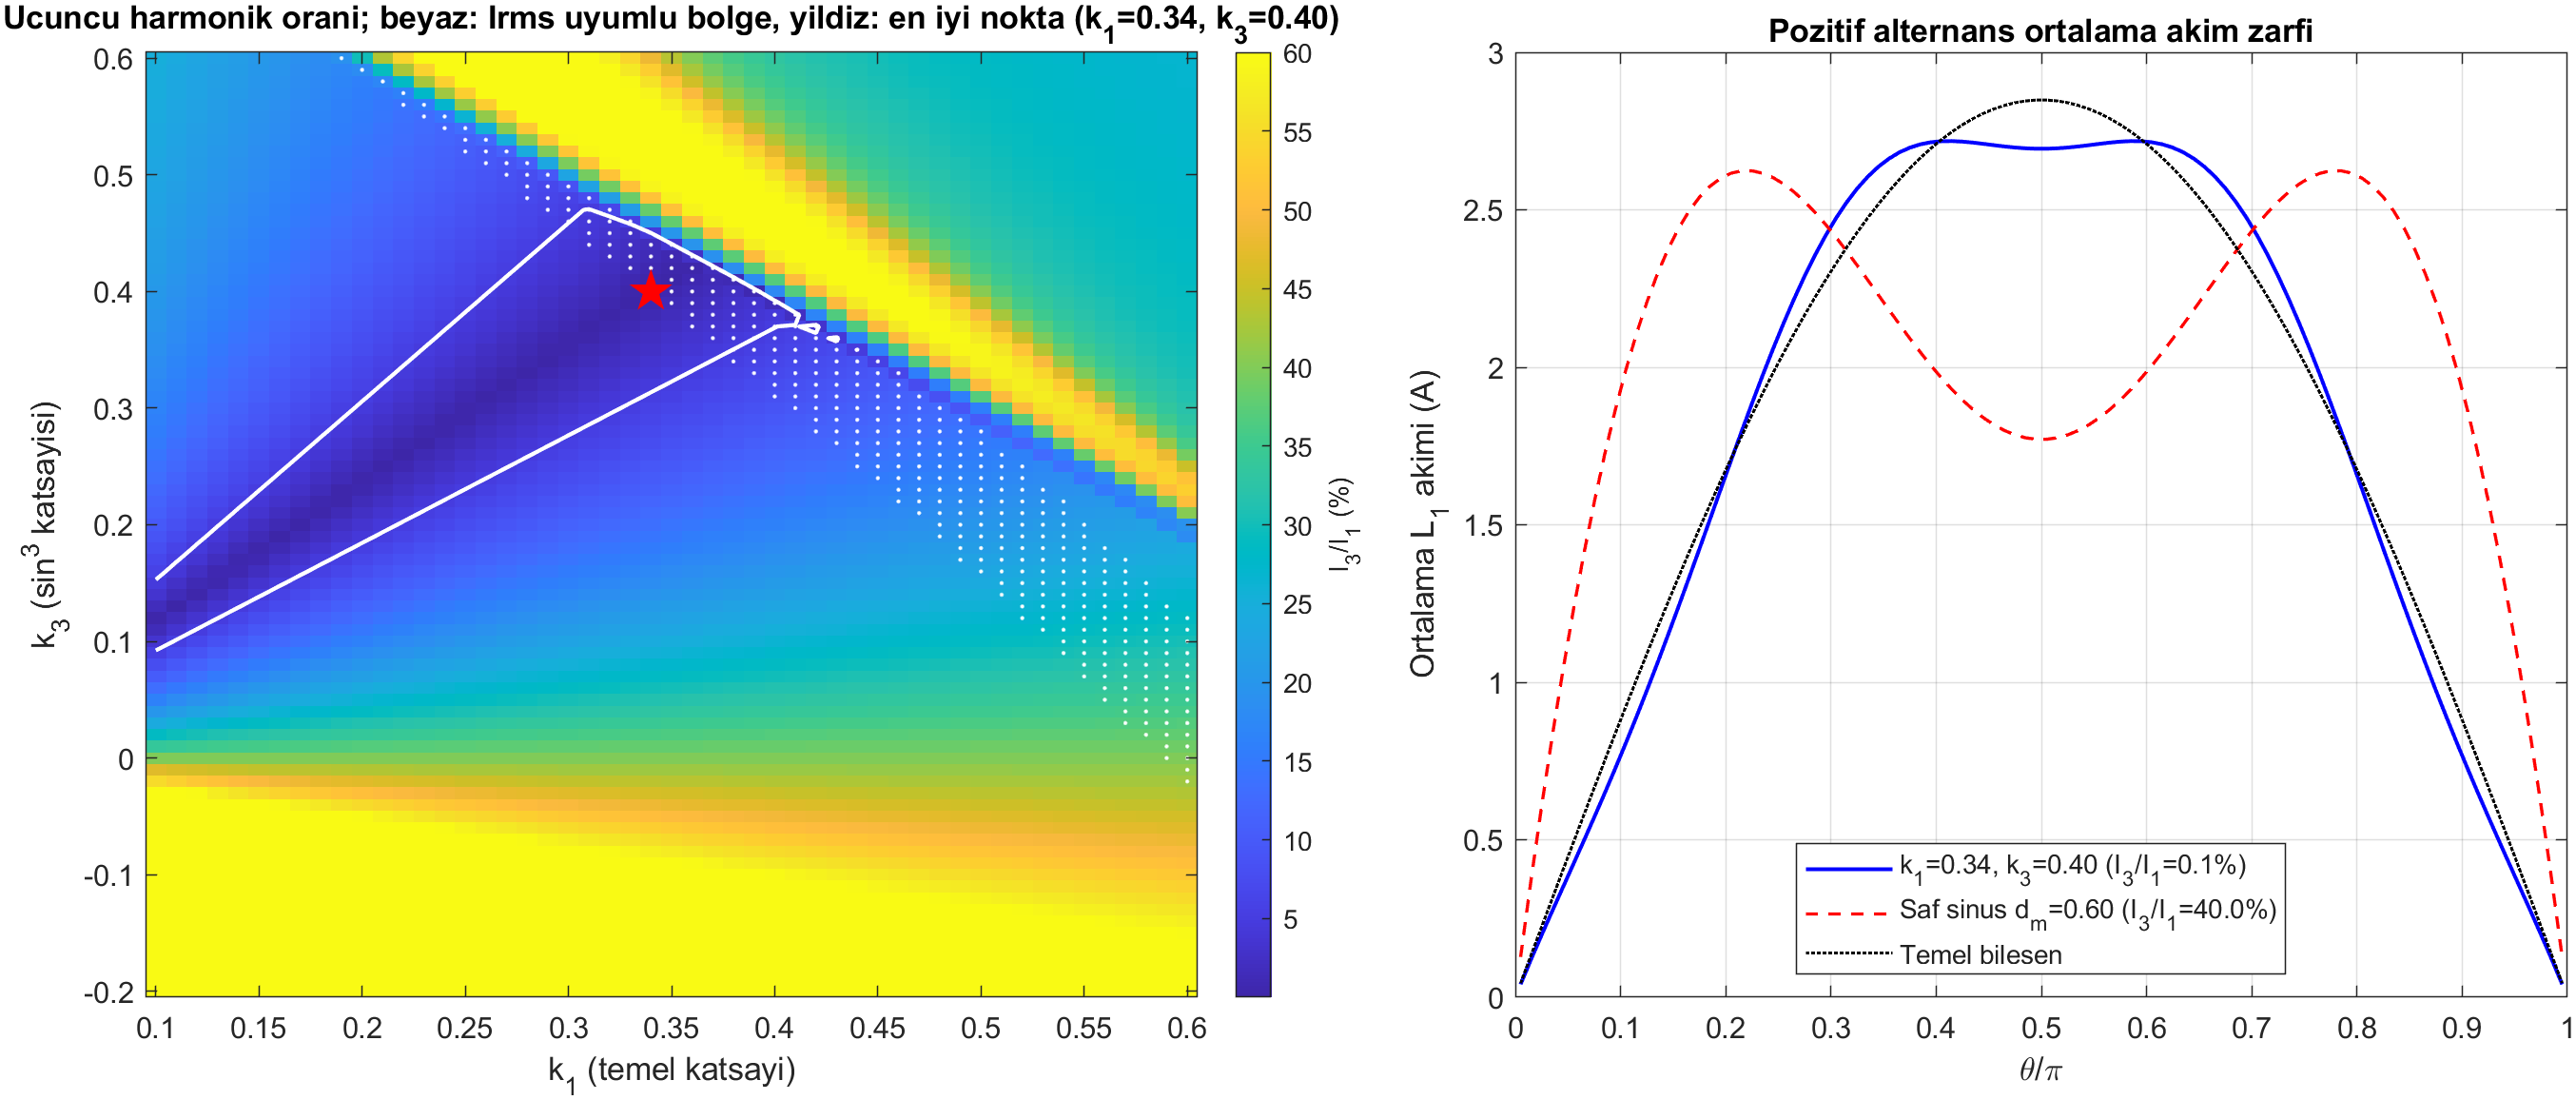 Ucuncu harmonik orani; beyaz: Irms uyumlu bolge, yildiz: en iyi nokta (k1=0.34, k3=0.40)
0.6
0.5
0.4
0.3
0.2
0.1
0
-0.1
-0.2
k3 (sin3 katsayisi)
0.1 0.15 0.2 0.25 0.3 0.35 0.4 0.45 0.5 0.55 0.6
k1 (temel katsayi)
60
55
50
45
40
35
30
25
20
15
10
5
I3/I1 (%)
Pozitif alternans ortalama akim zarfi
3
2.5
2
1.5
1
0.5
0
Ortalama L1 akimi (A)
k1=0.34, k3=0.40 (I3/I1=0.1%)
Saf sinus dm=0.60 (I3/I1=40.0%)
Temel bilesen
0 0.1 0.2 0.3 0.4 0.5 0.6 0.7 0.8 0.9 1
θ/π